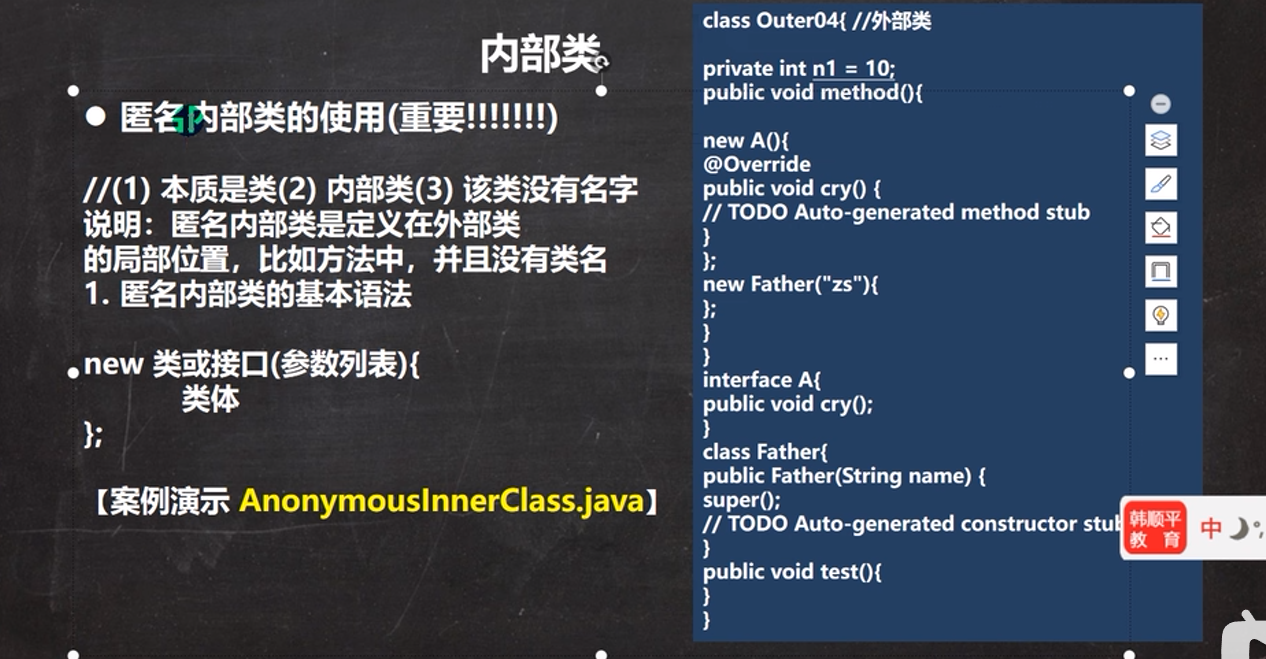 内部类
● 匿名内部类的使用(重要!!!!!!!)
//(1) 本质是类(2) 内部类(3) 该类没有名字
说明：匿名内部类是定义在外部类
的局部位置，比如方法中，并且没有类名
1. 匿名内部类的基本语法
new 类或接口(参数列表){
类体
};
【案例演示 AnonymousInnerClass.java】
class Outer04{ //外部类
private int n1 = 10;
public void method(){
new A(){
@Override
public void cry() {
// TODO Auto-generated method stub
}
};
new Father("zs"){
};
}
}
interface A{
public void cry();
}
class Father{
public Father(String name) {
super();
// TODO Auto-generated constructor stub
}
public void test(){
}
}
韩顺平
教 育
中